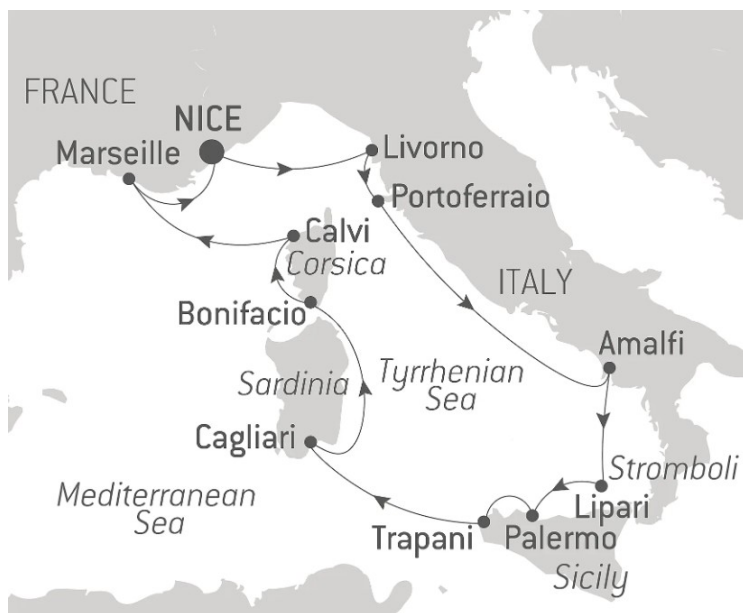 FRANCE
NICE
Marseille
Livorno
Portoferraio
Calvi
Corsica
ITALY
Bonifacio
Amalfi
Tyrrhenian
Sea
Sardinia
Cagliari
Stromboli
Mediterranean
Sea
Lipari
Trapani
Palermo
Sicily